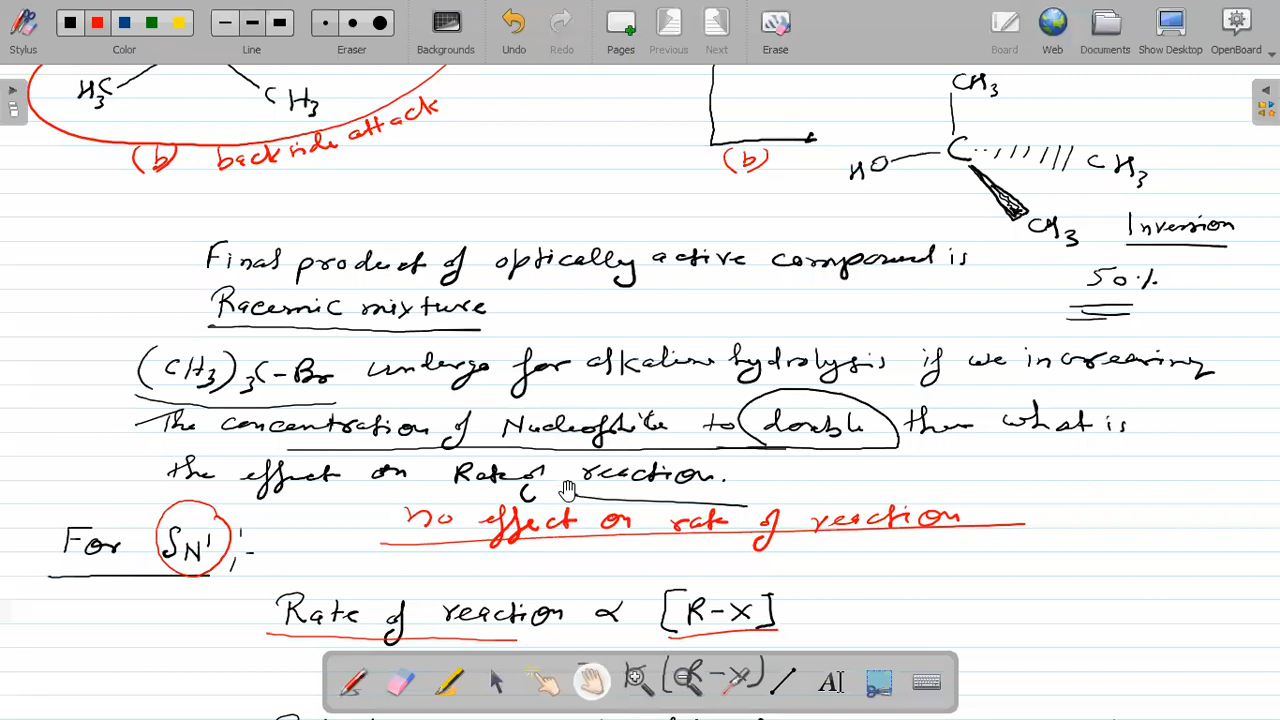 Stylus
Color
Line
Eraser
Backgrounds
Undo
Redo
Pages
Previous
Next
Erase
Board
Web
Documents
Show Desktop
OpenBoard
H3C
CH3
(b) backside attack
(b)
CH3
HO
C
CH3
CH3
Inversion
50%
Final product of optically active compound is
Racemic mixture
(CH3)3C-Br undergo for alkaline hydrolysis if we increasing
The concentration of Nucleophile to double then what is
the effect on Rate of reaction.
no effect on rate of reaction
For SN1 :-
Rate of reaction ∝ [R-X]
(R-X)